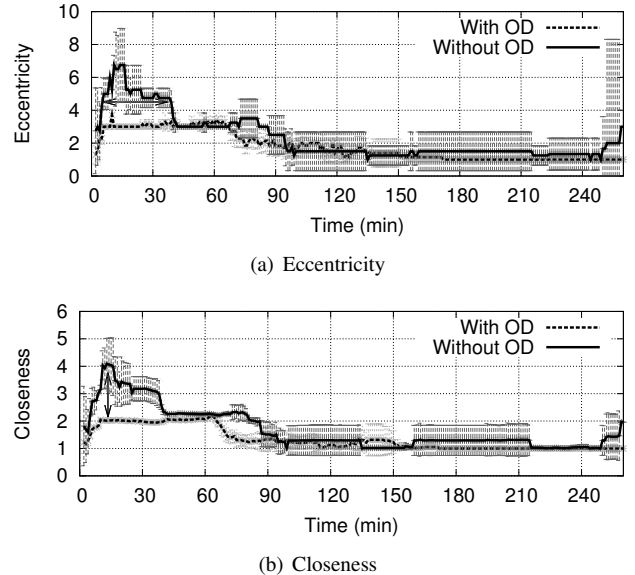 10
8
6
4
2
0
Eccentricity
With OD
Without OD
0 30 60 90 120 150 180 210 240
Time (min)
(a) Eccentricity
6
5
4
3
2
1
0
Closeness
With OD
Without OD
0 30 60 90 120 150 180 210 240
Time (min)
(b) Closeness